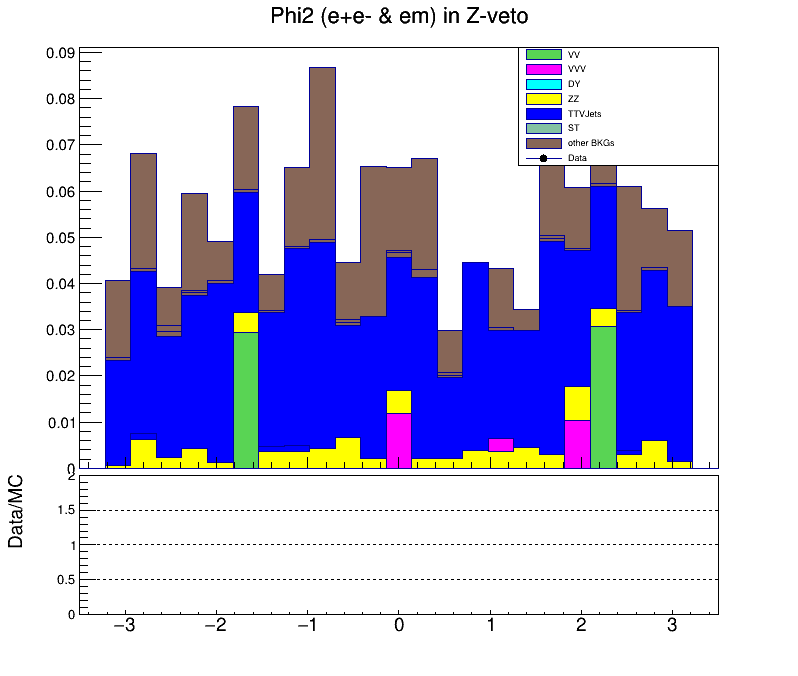 Phi2 (e+e- & em) in Z-veto
0.09
0.08
0.07
0.06
0.05
0.04
0.03
0.02
0.01
0
VV
VVV
DY
ZZ
TTVJets
ST
other BKGs
Data
Data/MC
2
1.5
1
0.5
0
−3 −2 −1 0 1 2 3